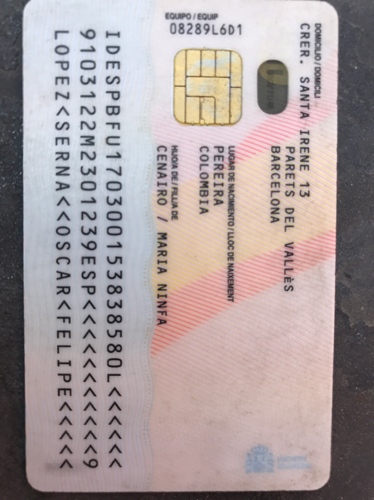 DOMICILIO / DOMICILI
CRER. SANTA IRENE 13
PARETS DEL VALLÈS
BARCELONA
EQUIPO / EQUIP
08289L6D1
LUGAR DE NACIMIENTO / LLOC DE NAIXEMENT
PEREIRA
COLOMBIA
HIJO/A DE / FILL/A DE
CENAIRO / MARIA NINFA
IDESPBFU170300153838580L<<<<<<
9103122M2301239ESP<<<<<<<<<<<9
LOPEZ<SERNA<<OSCAR<FELIPE<<<<<